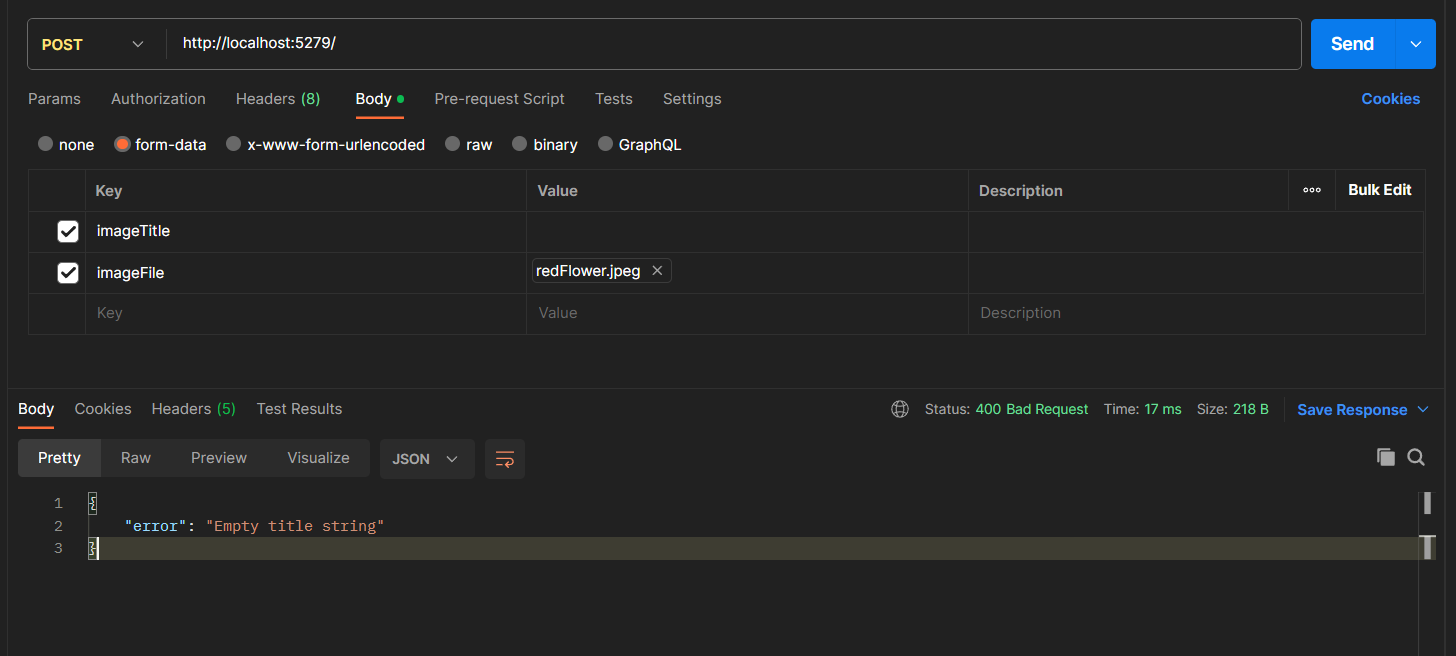 POST http://localhost:5279/ Send
Params Authorization Headers (8) Body Pre-request Script Tests Settings Cookies
none form-data x-www-form-urlencoded raw binary GraphQL
Key Value Description Bulk Edit
imageTitle
imageFile redFlower.jpeg
Key Value Description
Body Cookies Headers (5) Test Results Status: 400 Bad Request Time: 17 ms Size: 218 B Save Response
Pretty Raw Preview Visualize JSON
1 {
2 "error": "Empty title string"
3 }